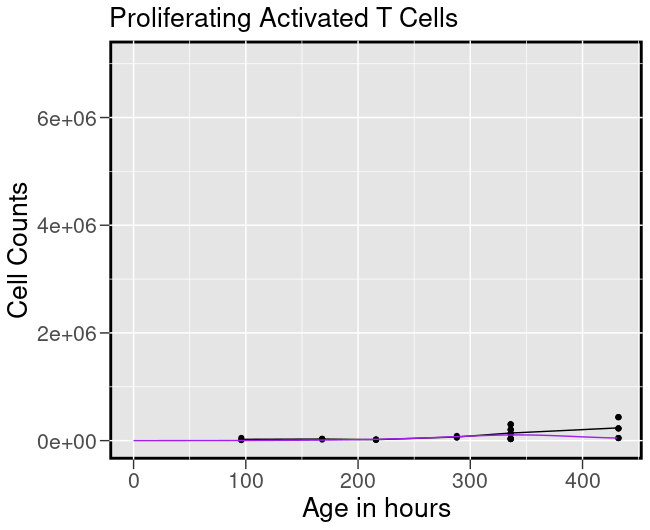 Proliferating Activated T Cells
6e+06
4e+06
2e+06
0e+00
Cell Counts
0 100 200 300 400
Age in hours